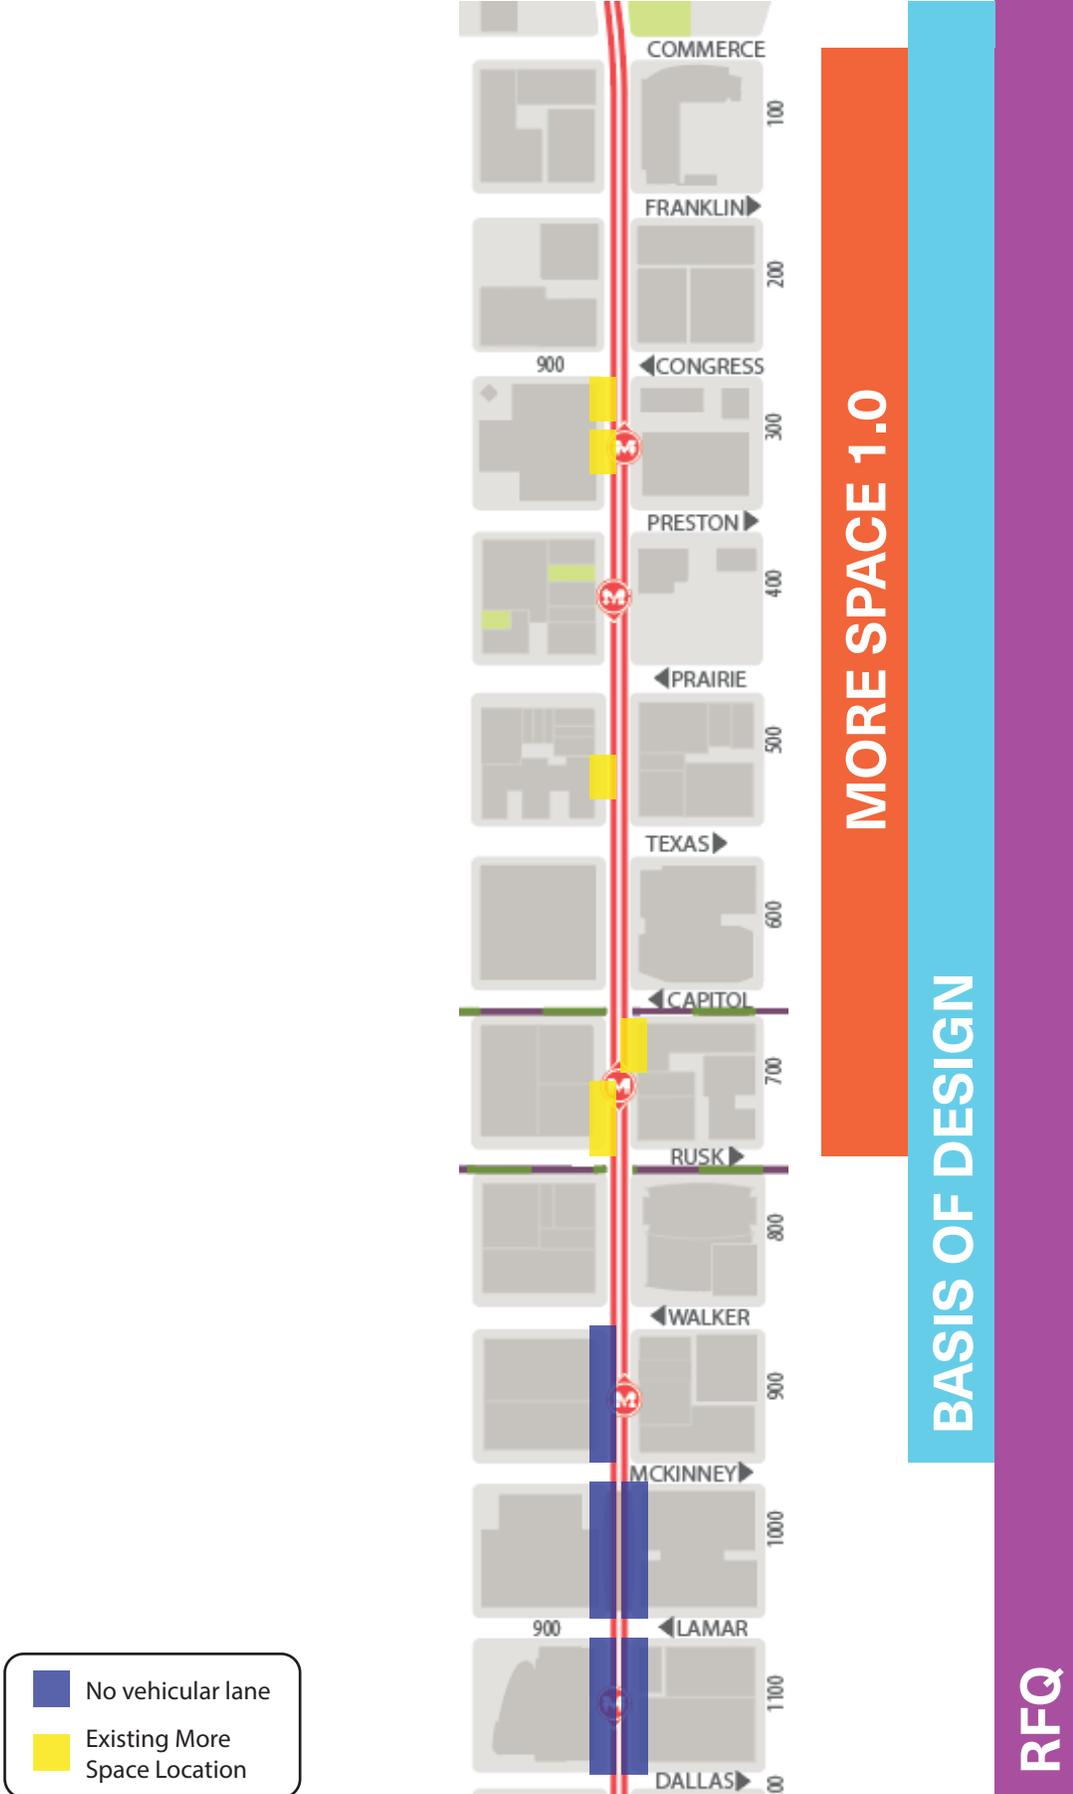 COMMERCE
100
FRANKLIN
200
900
CONGRESS
300
M
PRESTON
400
M
PRAIRIE
500
TEXAS
600
CAPITOL
700
M
RUSK
800
WALKER
900
M
MCKINNEY
1000
900
LAMAR
1100
M
DALLAS
00
MORE SPACE 1.0
BASIS OF DESIGN
RFQ
No vehicular lane
Existing More
Space Location